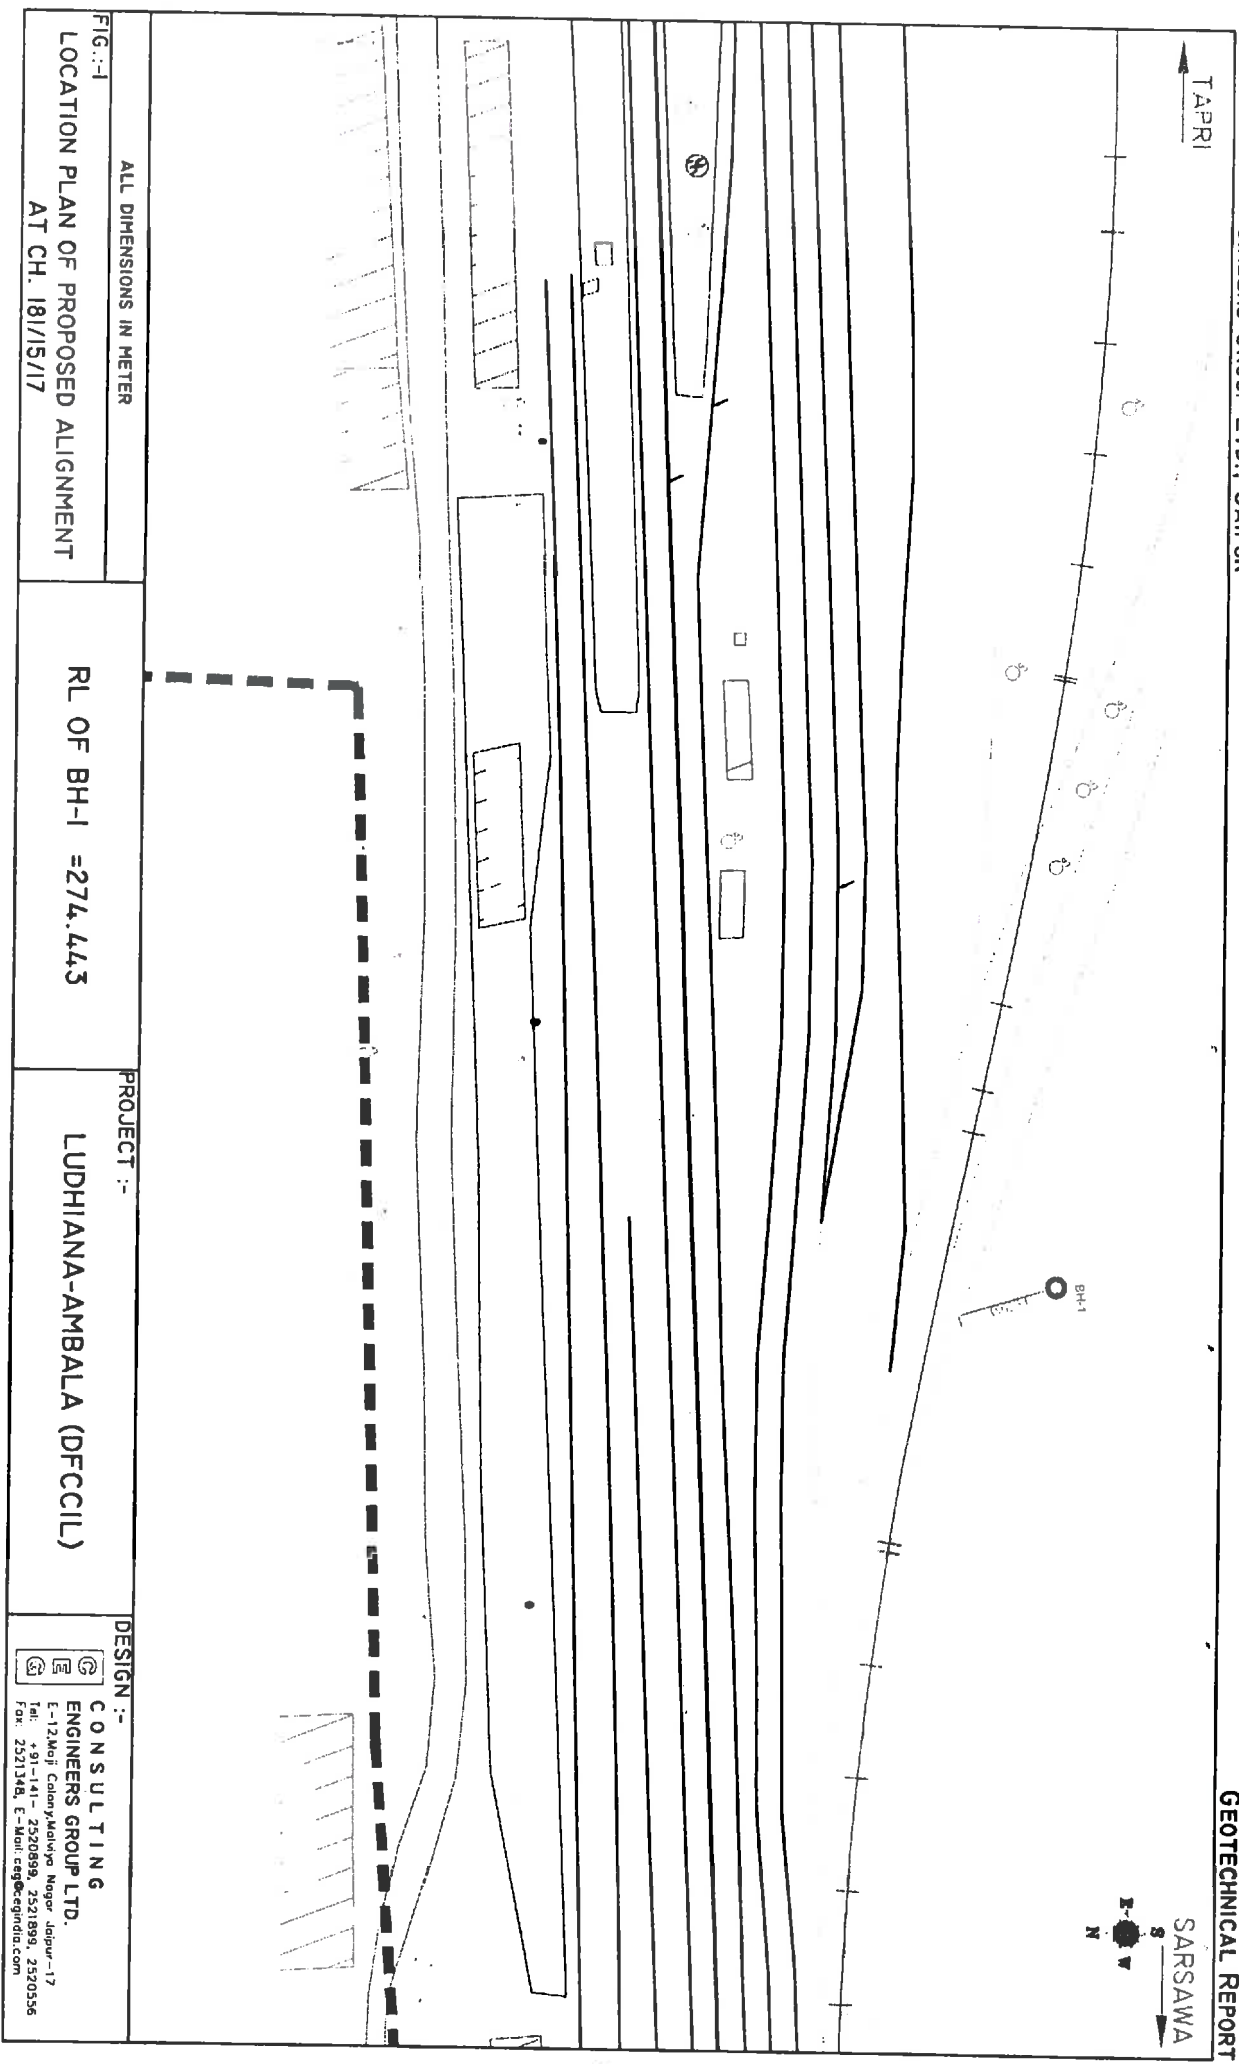 GEOTECHNICAL REPORT
TAPRI
SARSAWA
S
E
W
N
BH-1
FIG.:-1
ALL DIMENSIONS IN METER
LOCATION PLAN OF PROPOSED ALIGNMENT
AT CH. 181/15/17
RL OF BH-1 =274.443
PROJECT :-
LUDHIANA-AMBALA (DFCCIL)
DESIGN :-
CEG
CONSULTING
ENGINEERS GROUP LTD.
E-12,Moji Colony,Malviya Nagar Jaipur-17
Tel: +91-141- 2520899, 2521899, 2520556
Fax: 2521348, E-Mail: ceg@cegindia.com